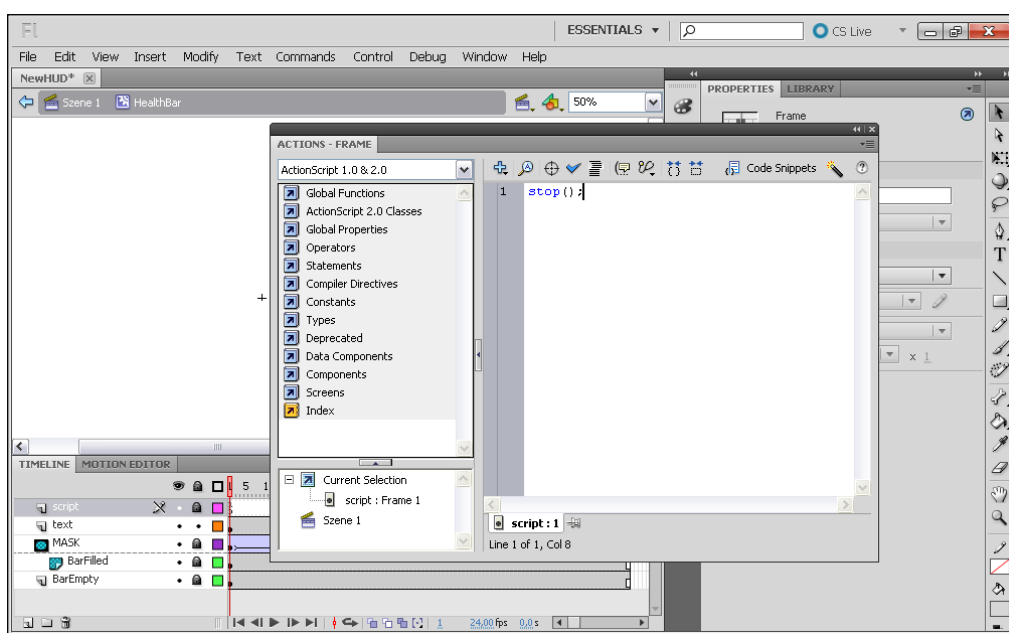 Fl ESSENTIALS CS Live
File Edit View Insert Modify Text Commands Control Debug Window Help
NewHUD*
Szene 1 HealthBar 50%
PROPERTIES LIBRARY
Frame
ACTIONS - FRAME
ActionScript 1.0 & 2.0
Code Snippets
Global Functions
ActionScript 2.0 Classes
Global Properties
Operators
Statements
Compiler Directives
Constants
Types
Deprecated
Data Components
Components
Screens
Index
1 stop();
x 1
Current Selection
script : Frame 1
Szene 1
script : 1
Line 1 of 1, Col 8
TIMELINE MOTION EDITOR
5 1
script
text
MASK
BarFilled
BarEmpty
1 24,00 fps 0,0 s